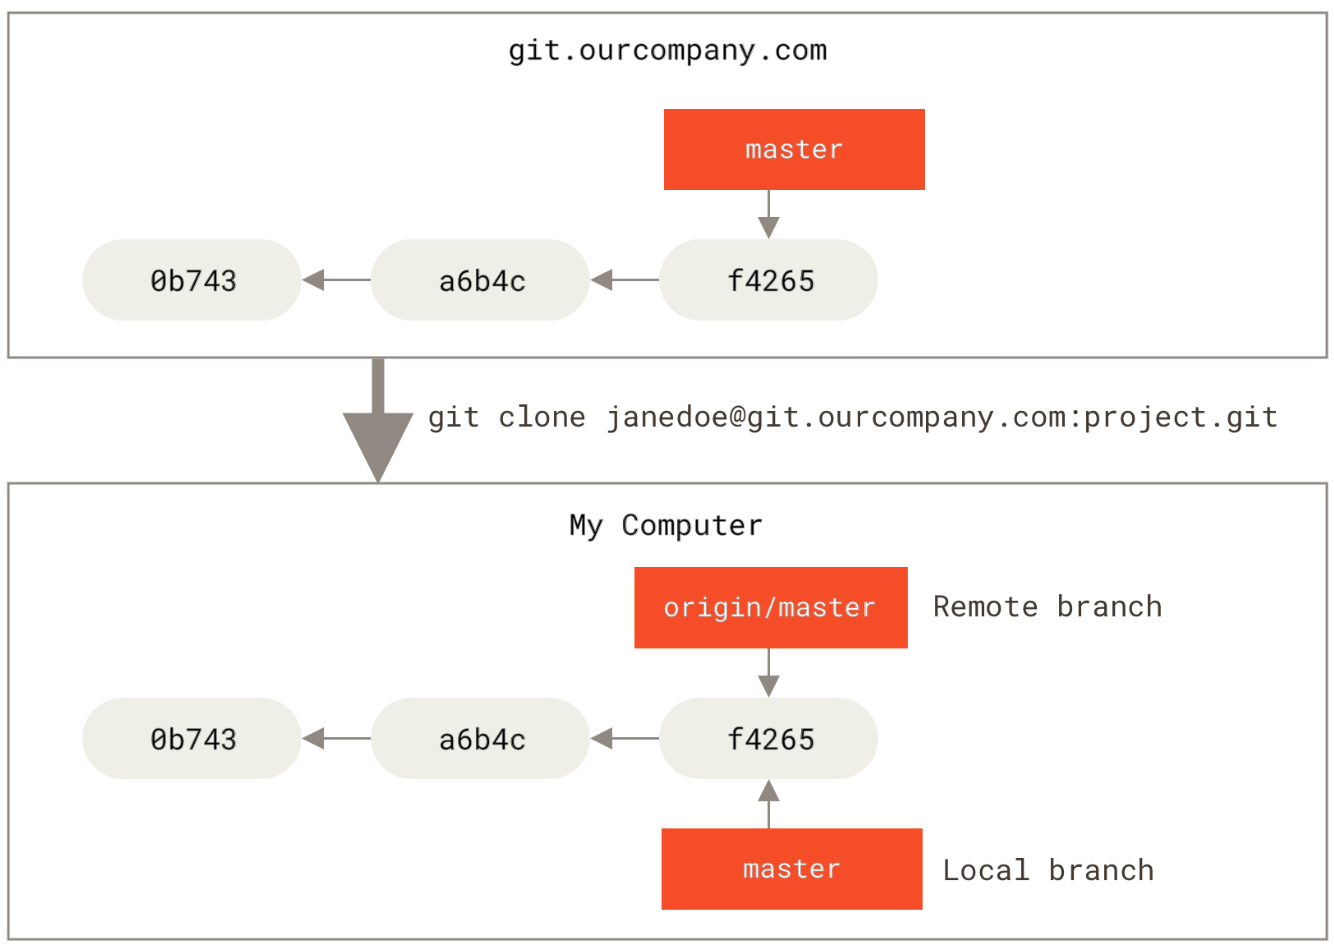 git.ourcompany.com
master
0b743
a6b4c
f4265
git clone janedoe@git.ourcompany.com:project.git
My Computer
origin/master
Remote branch
0b743
a6b4c
f4265
master
Local branch